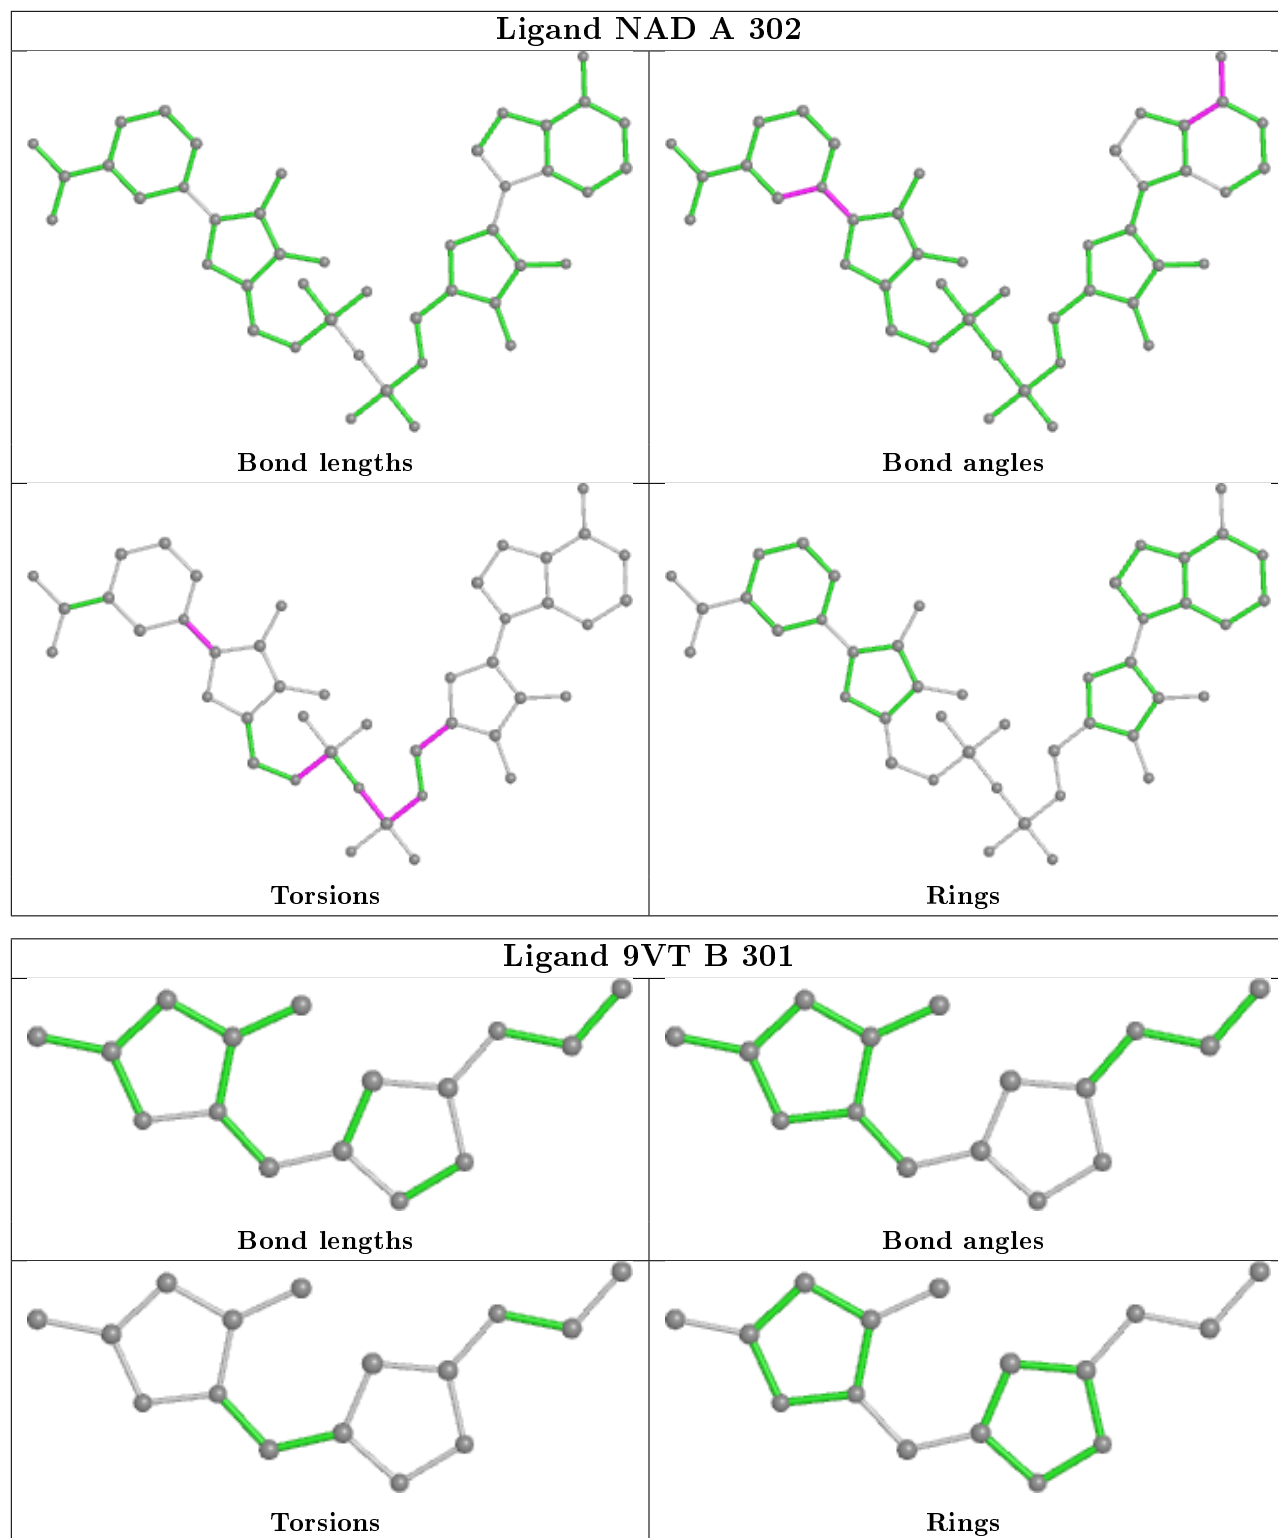 Ligand NAD A 302
Bond lengths
Bond angles
Torsions
Rings
Ligand 9VT B 301
Bond lengths
Bond angles
Torsions
Rings